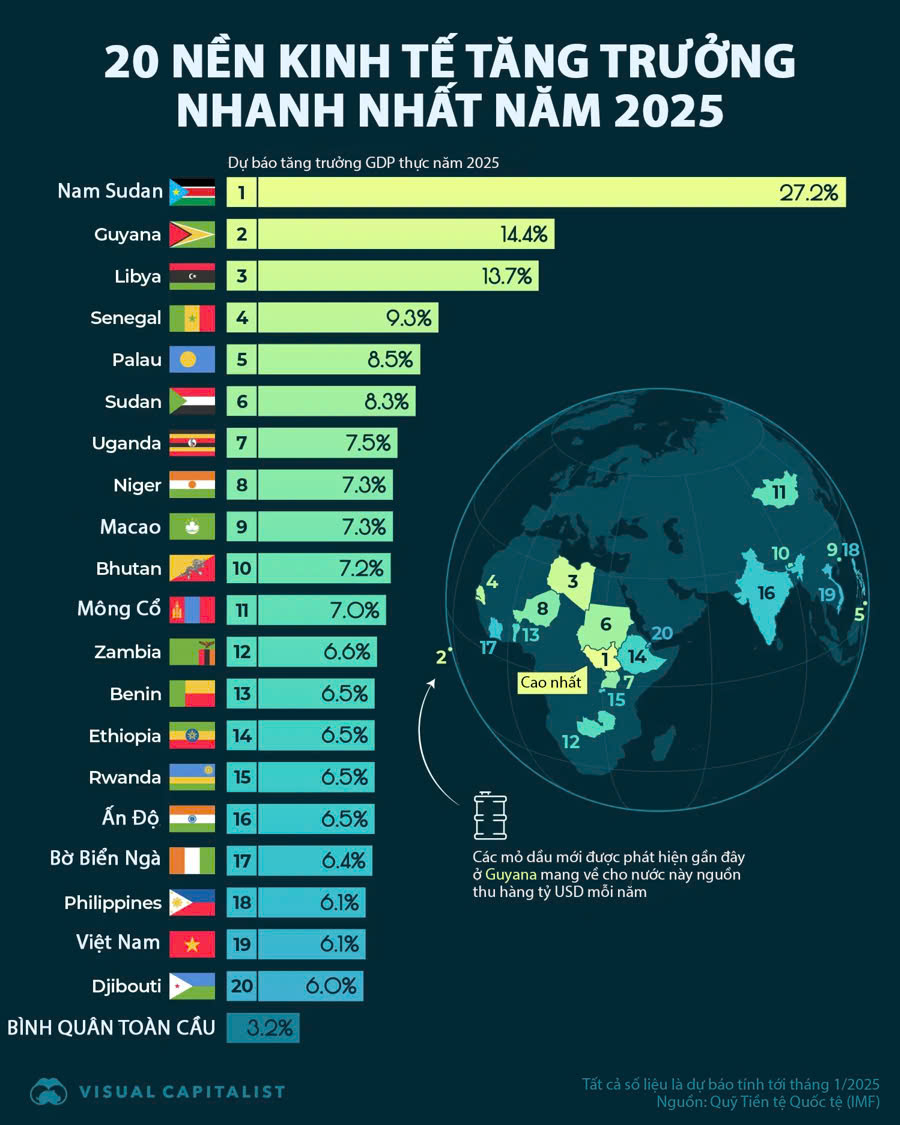 20 NỀN KINH TẾ TĂNG TRƯỞNG
NHANH NHẤT NĂM 2025
Dự báo tăng trưởng GDP thực năm 2025
Nam Sudan 1 27.2%
Guyana 2 14.4%
Libya 3 13.7%
Senegal 4 9.3%
Palau 5 8.5%
Sudan 6 8.3%
Uganda 7 7.5%
Niger 8 7.3%
Macao 9 7.3%
Bhutan 10 7.2%
Mông Cổ 11 7.0%
Zambia 12 6.6%
Benin 13 6.5%
Ethiopia 14 6.5%
Rwanda 15 6.5%
Ấn Độ 16 6.5%
Bờ Biển Ngà 17 6.4%
Philippines 18 6.1%
Việt Nam 19 6.1%
Djibouti 20 6.0%
BÌNH QUÂN TOÀN CẦU 3.2%
11
10 9 18
4 3 16 19
8 5
17 13 6 20
2 1 14
Cao nhất 7
15
12
Các mỏ dầu mới được phát hiện gần đây
ở Guyana mang về cho nước này nguồn
thu hàng tỷ USD mỗi năm
VISUAL CAPITALIST
Tất cả số liệu là dự báo tính tới tháng 1/2025
Nguồn: Quỹ Tiền tệ Quốc tệ (IMF)